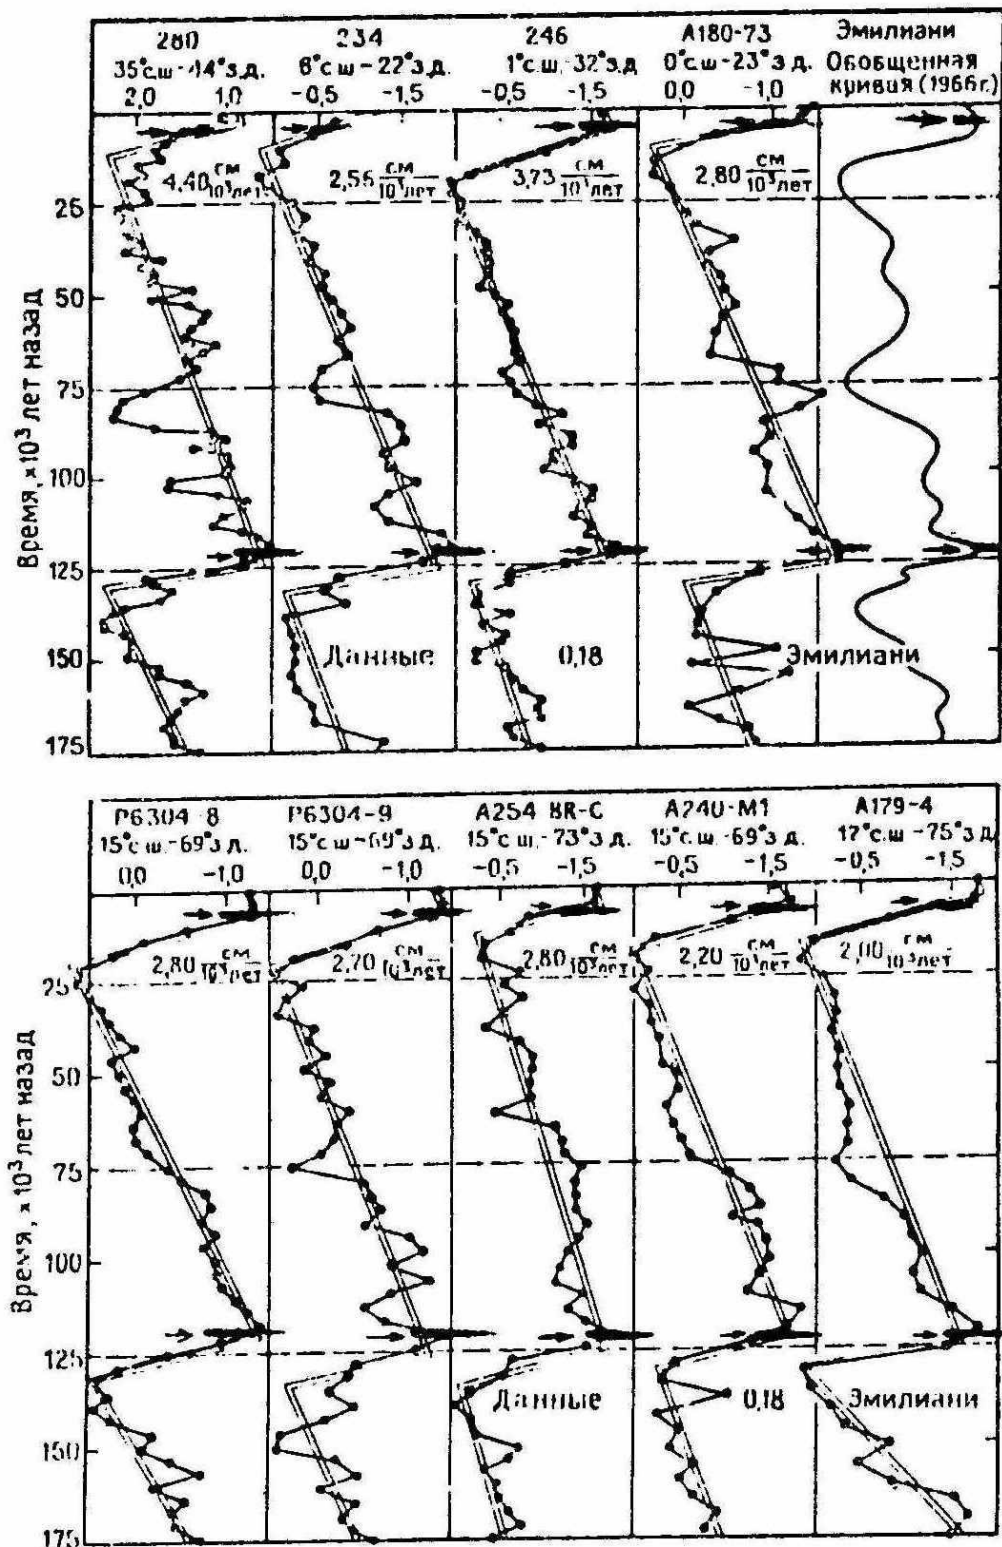 280 234 246 А180-73 Эмилиани
35°с.ш-44°з.д. 6°с.ш-22°з.д. 1°с.ш.-32°з.д 0°сш-23°з.д. Обобщенная
2,0 1,0 -0,5 -1,5 -0,5 -1,5 0,0 -1,0 кривая (1966г.)
4,40 см/10³лет 2,56 см/10³лет 3,73 см/10³лет 2,80 см/10³лет
25
50
75
100
125
150
175
Время, ×10³ лет назад
Данные 0,18 Эмилиани
P6304-8 P6304-9 А254 BR-C А240-М1 А179-4
15°с.ш.-69°з.д. 15°с ш-69°з д. 15°с ш.-73°з.д. 15°с ш.-69°з д. 17°с.ш-75°з.д
0,0 -1,0 0,0 -1,0 -0,5 -1,5 -0,5 -1,5 -0,5 -1,5
2,80 см/10³лет 2,70 см/10³лет 2,80 см/10³лет 2,20 см/10³лет 2,00 см/10³лет
25
50
75
100
125
150
175
Время, ×10³ лет назад
Данные 0,18 Эмилиани